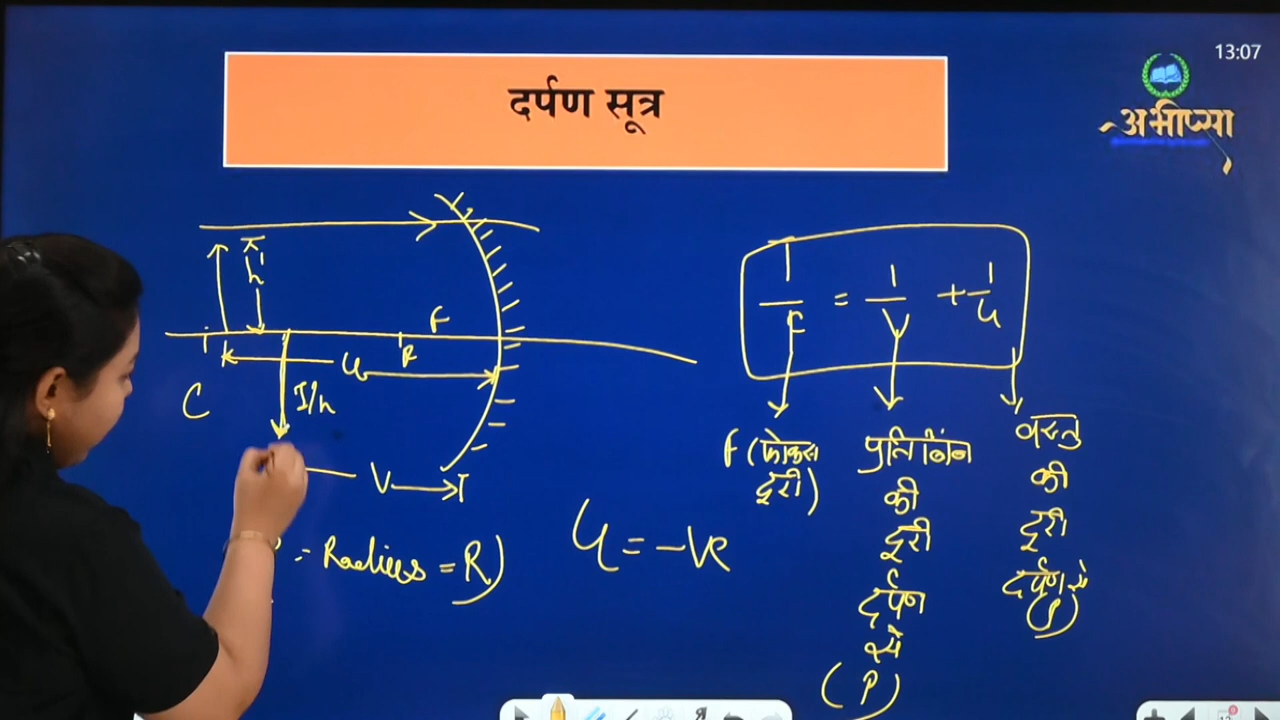 13:07
दर्पण सूत्र
अभीप्सा
h
F
R
u
C
I/h
V
= Radius = R)
u = -ve
1/F = 1/V + 1/u
F (फोकस
दूरी)
प्रतिबिंब
की
दूरी
दर्पण
से
(P)
वस्तु
की
दूरी
दर्पण से
(P)